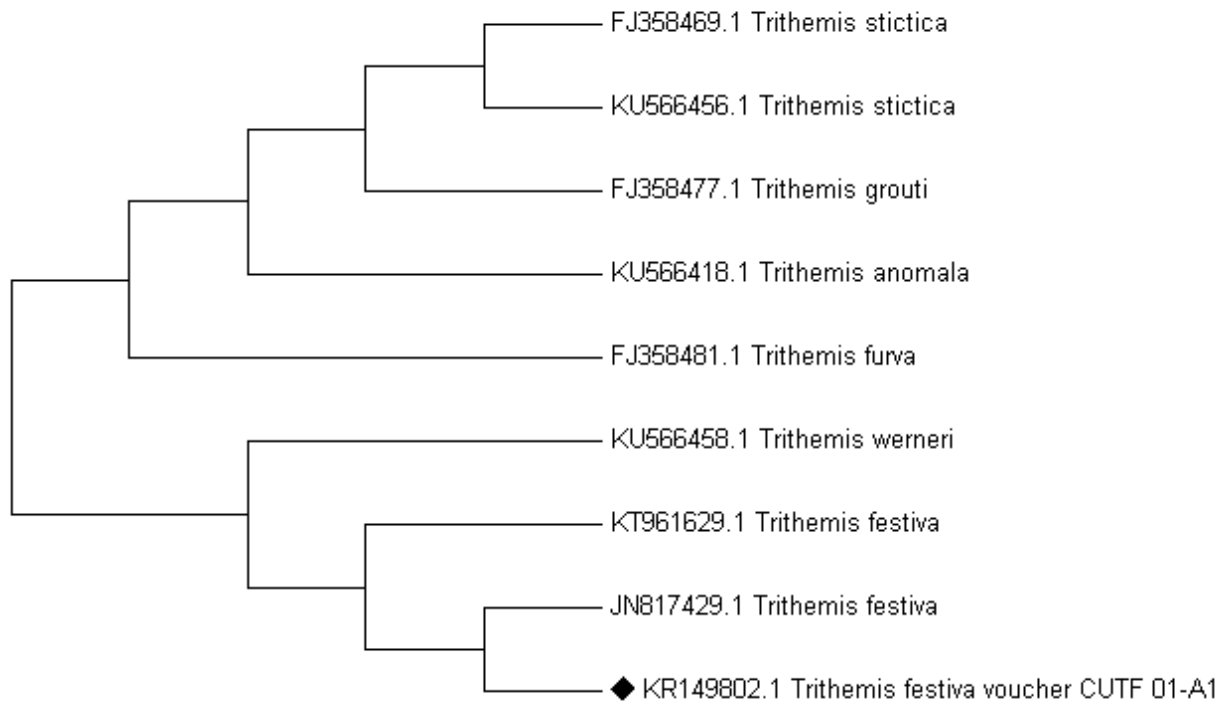 FJ358469.1 Trithemis stictica
KU566456.1 Trithemis stictica
FJ358477.1 Trithemis grouti
KU566418.1 Trithemis anomala
FJ358481.1 Trithemis furva
KU566458.1 Trithemis werneri
KT961629.1 Trithemis festiva
JN817429.1 Trithemis festiva
KR149802.1 Trithemis festiva voucher CUTF 01-A1